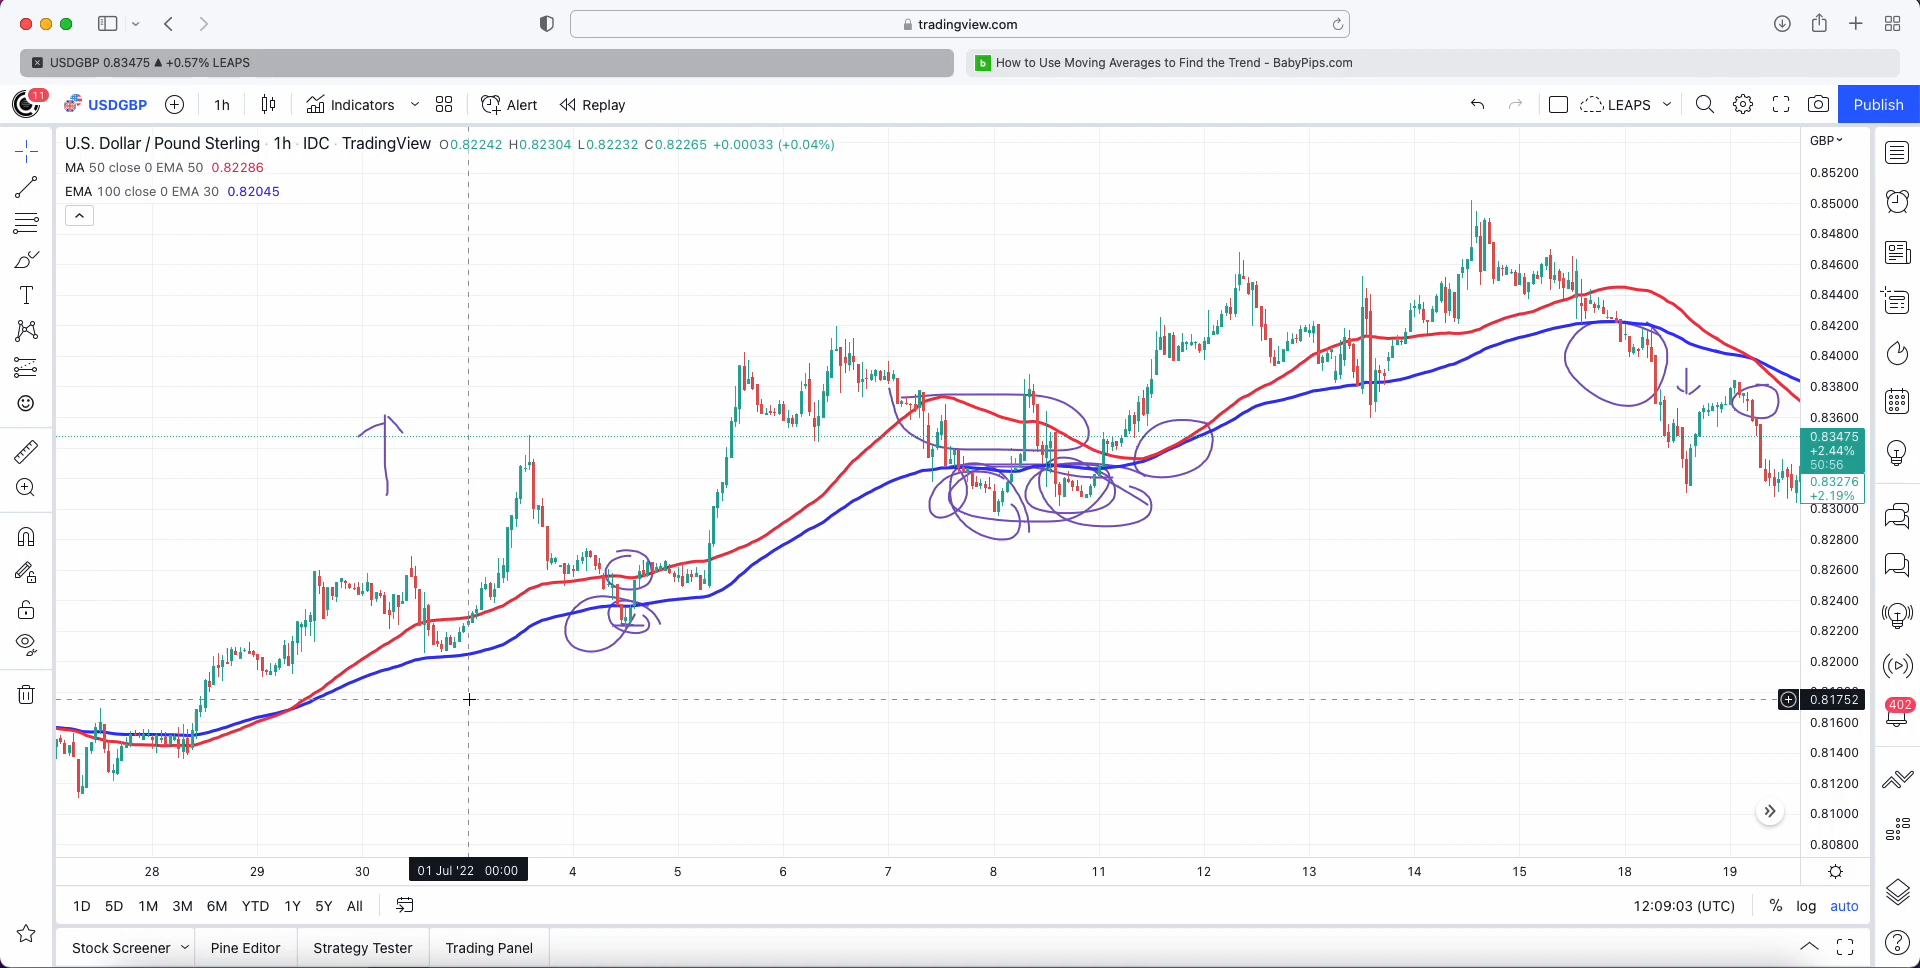 tradingview.com
USDGBP 0.83475 ▲ +0.57% LEAPS
b How to Use Moving Averages to Find the Trend - BabyPips.com
11 USDGBP 1h Indicators Alert Replay LEAPS Publish
U.S. Dollar / Pound Sterling · 1h · IDC · TradingView O0.82242 H0.82304 L0.82232 C0.82265 +0.00033 (+0.04%)
MA 50 close 0 EMA 50 0.82286
EMA 100 close 0 EMA 30 0.82045
GBP
0.85200
0.85000
0.84800
0.84600
0.84400
0.84200
0.84000
0.83800
0.83600
0.83475
+2.44%
50:56
0.83276
+2.19%
0.83000
0.82800
0.82600
0.82400
0.82200
0.82000
0.81752
0.81600
0.81400
0.81200
0.81000
0.80800
402
28 29 30 01 Jul '22 00:00 4 5 6 7 8 11 12 13 14 15 18 19
1D 5D 1M 3M 6M YTD 1Y 5Y All 12:09:03 (UTC) % log auto
Stock Screener Pine Editor Strategy Tester Trading Panel